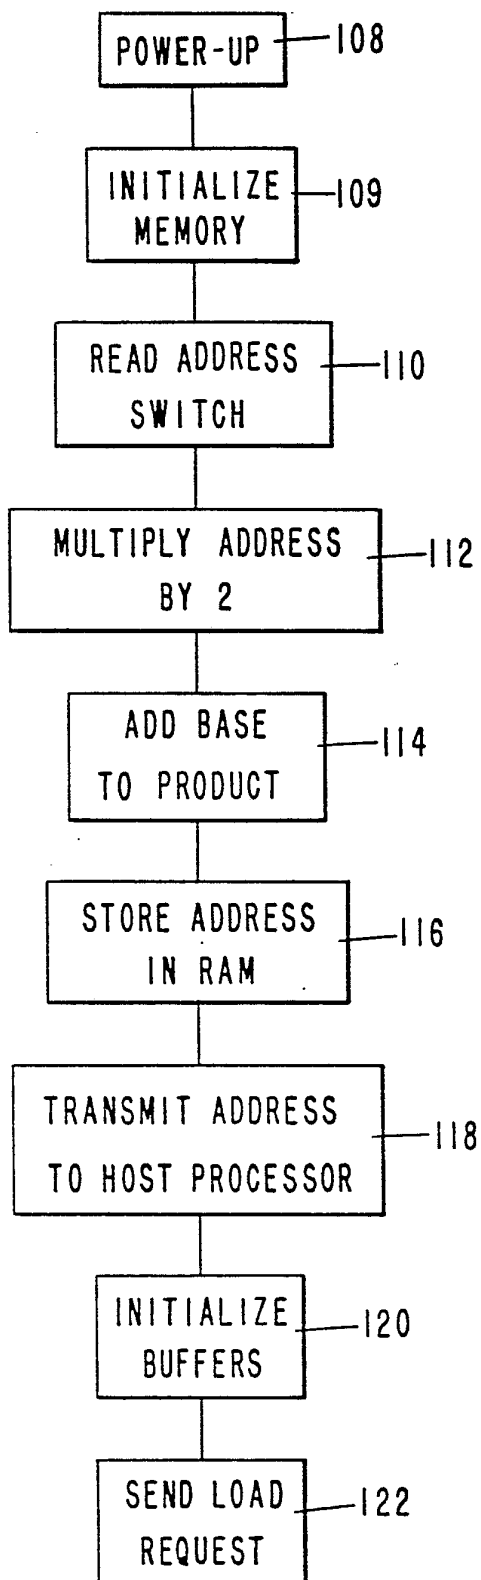 POWER-UP 108
INITIALIZE
MEMORY
109
READ ADDRESS
SWITCH
110
MULTIPLY ADDRESS
BY 2
112
ADD BASE
TO PRODUCT
114
STORE ADDRESS
IN RAM
116
TRANSMIT ADDRESS
TO HOST PROCESSOR
118
INITIALIZE
BUFFERS
120
SEND LOAD
REQUEST
122